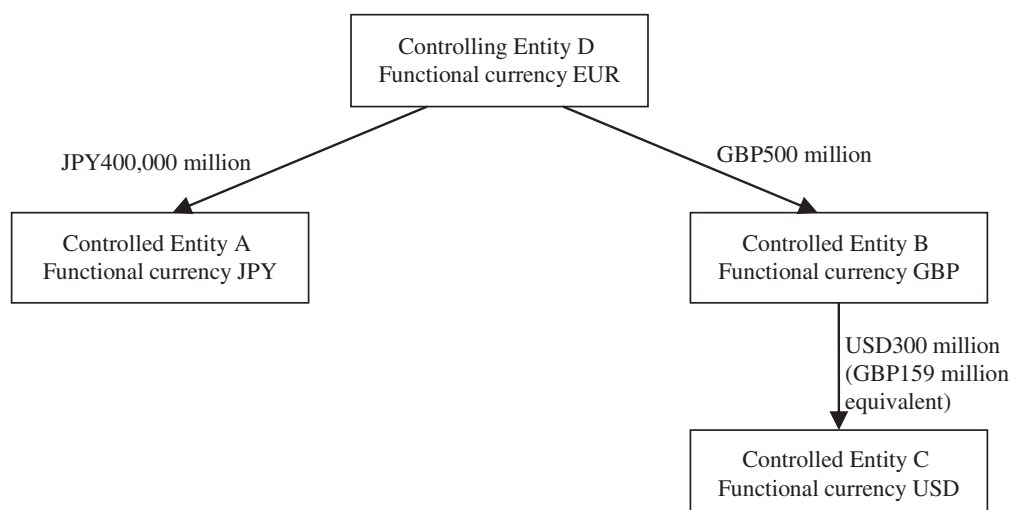 Controlling Entity D
Functional currency EUR
JPY400,000 million
GBP500 million
Controlled Entity A
Functional currency JPY
Controlled Entity B
Functional currency GBP
USD300 million
(GBP159 million
equivalent)
Controlled Entity C
Functional currency USD